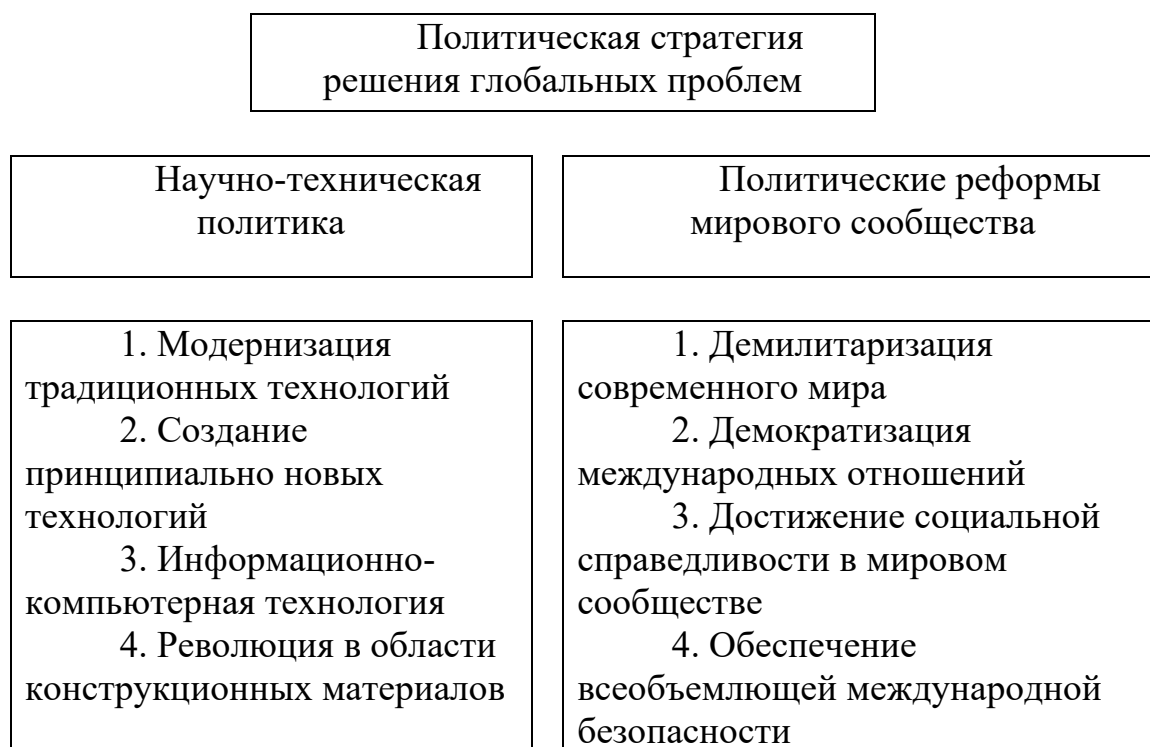 Политическая стратегия
решения глобальных проблем
Научно-техническая
политика
Политические реформы
мирового сообщества
1. Модернизация
традиционных технологий
2. Создание
принципиально новых
технологий
3. Информационно-
компьютерная технология
4. Революция в области
конструкционных материалов
1. Демилитаризация
современного мира
2. Демократизация
международных отношений
3. Достижение социальной
справедливости в мировом
сообществе
4. Обеспечение
всеобъемлющей международной
безопасности